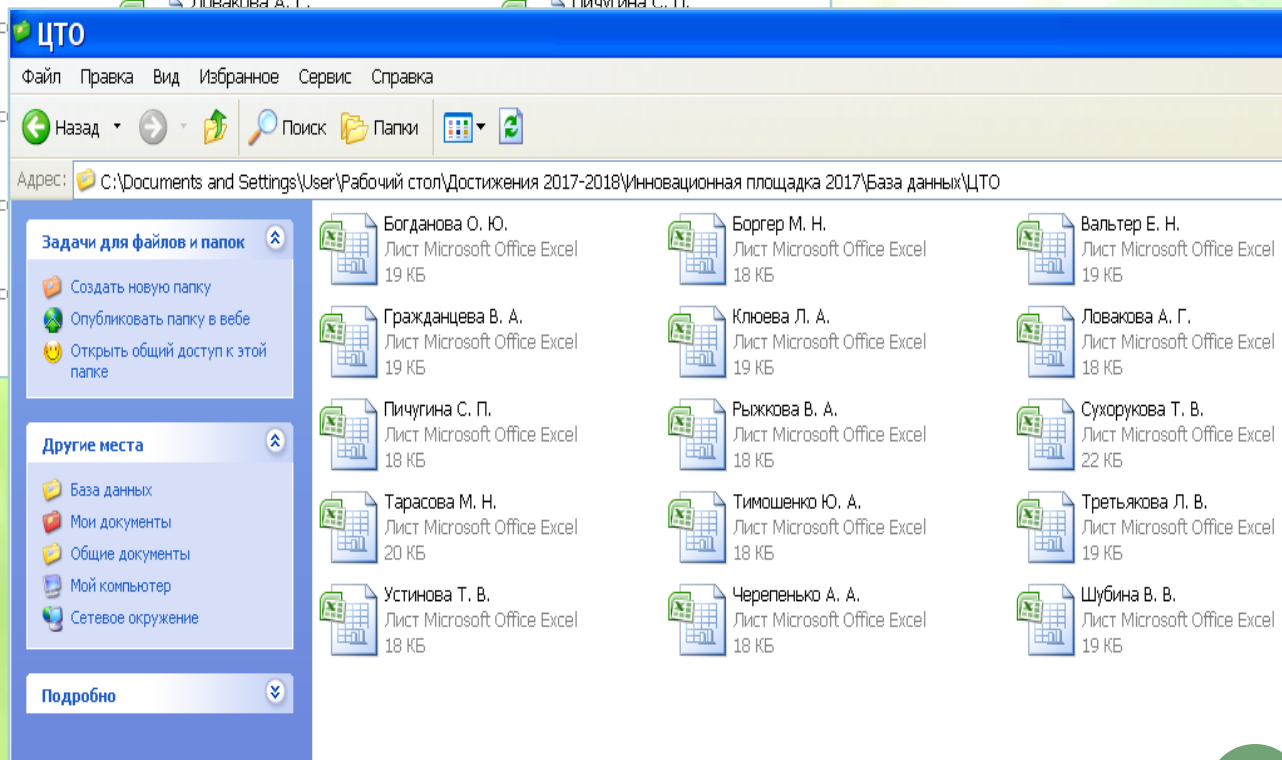 Ловакова А. Г.
Пичугина С. П.
ЦТО
Файл Правка Вид Избранное Сервис Справка
Назад Поиск Папки
Адрес: C:\Documents and Settings\User\Рабочий стол\Достижения 2017-2018\Инновационная площадка 2017\База данных\ЦТО
Задачи для файлов и папок
Создать новую папку
Опубликовать папку в вебе
Открыть общий доступ к этой
папке
Другие места
База данных
Мои документы
Общие документы
Мой компьютер
Сетевое окружение
Подробно
Богданова О. Ю.
Лист Microsoft Office Excel
19 КБ
Боргер М. Н.
Лист Microsoft Office Excel
18 КБ
Вальтер Е. Н.
Лист Microsoft Office Excel
19 КБ
Гражданцева В. А.
Лист Microsoft Office Excel
19 КБ
Клюева Л. А.
Лист Microsoft Office Excel
19 КБ
Ловакова А. Г.
Лист Microsoft Office Excel
18 КБ
Пичугина С. П.
Лист Microsoft Office Excel
18 КБ
Рыжкова В. А.
Лист Microsoft Office Excel
18 КБ
Сухорукова Т. В.
Лист Microsoft Office Excel
22 КБ
Тарасова М. Н.
Лист Microsoft Office Excel
20 КБ
Тимошенко Ю. А.
Лист Microsoft Office Excel
18 КБ
Третьякова Л. В.
Лист Microsoft Office Excel
19 КБ
Устинова Т. В.
Лист Microsoft Office Excel
18 КБ
Черепенько А. А.
Лист Microsoft Office Excel
18 КБ
Шубина В. В.
Лист Microsoft Office Excel
19 КБ